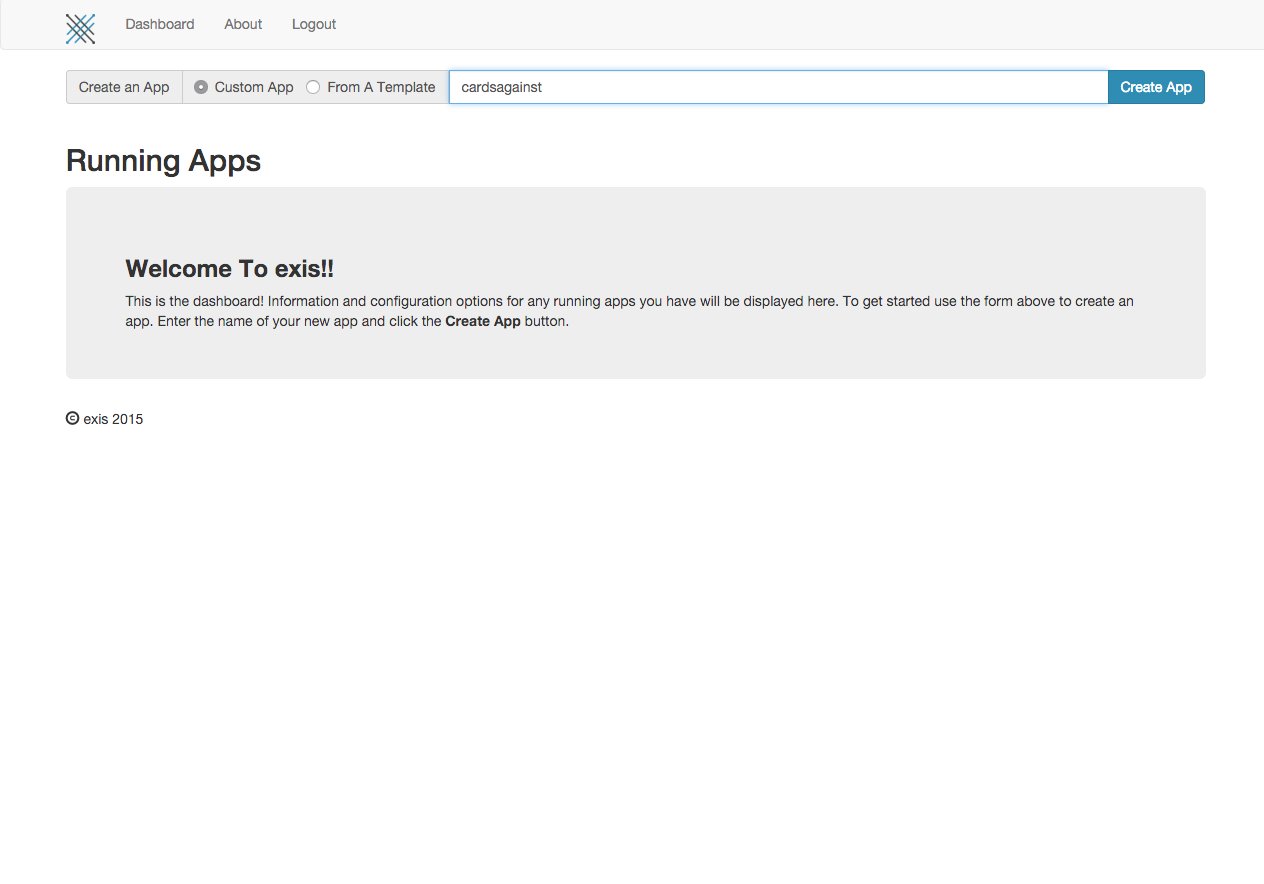 Dashboard About Logout
Create an App Custom App From A Template cardsagainst Create App
Running Apps
Welcome To exis!!
This is the dashboard! Information and configuration options for any running apps you have will be displayed here. To get started use the form above to create an
app. Enter the name of your new app and click the Create App button.
© exis 2015